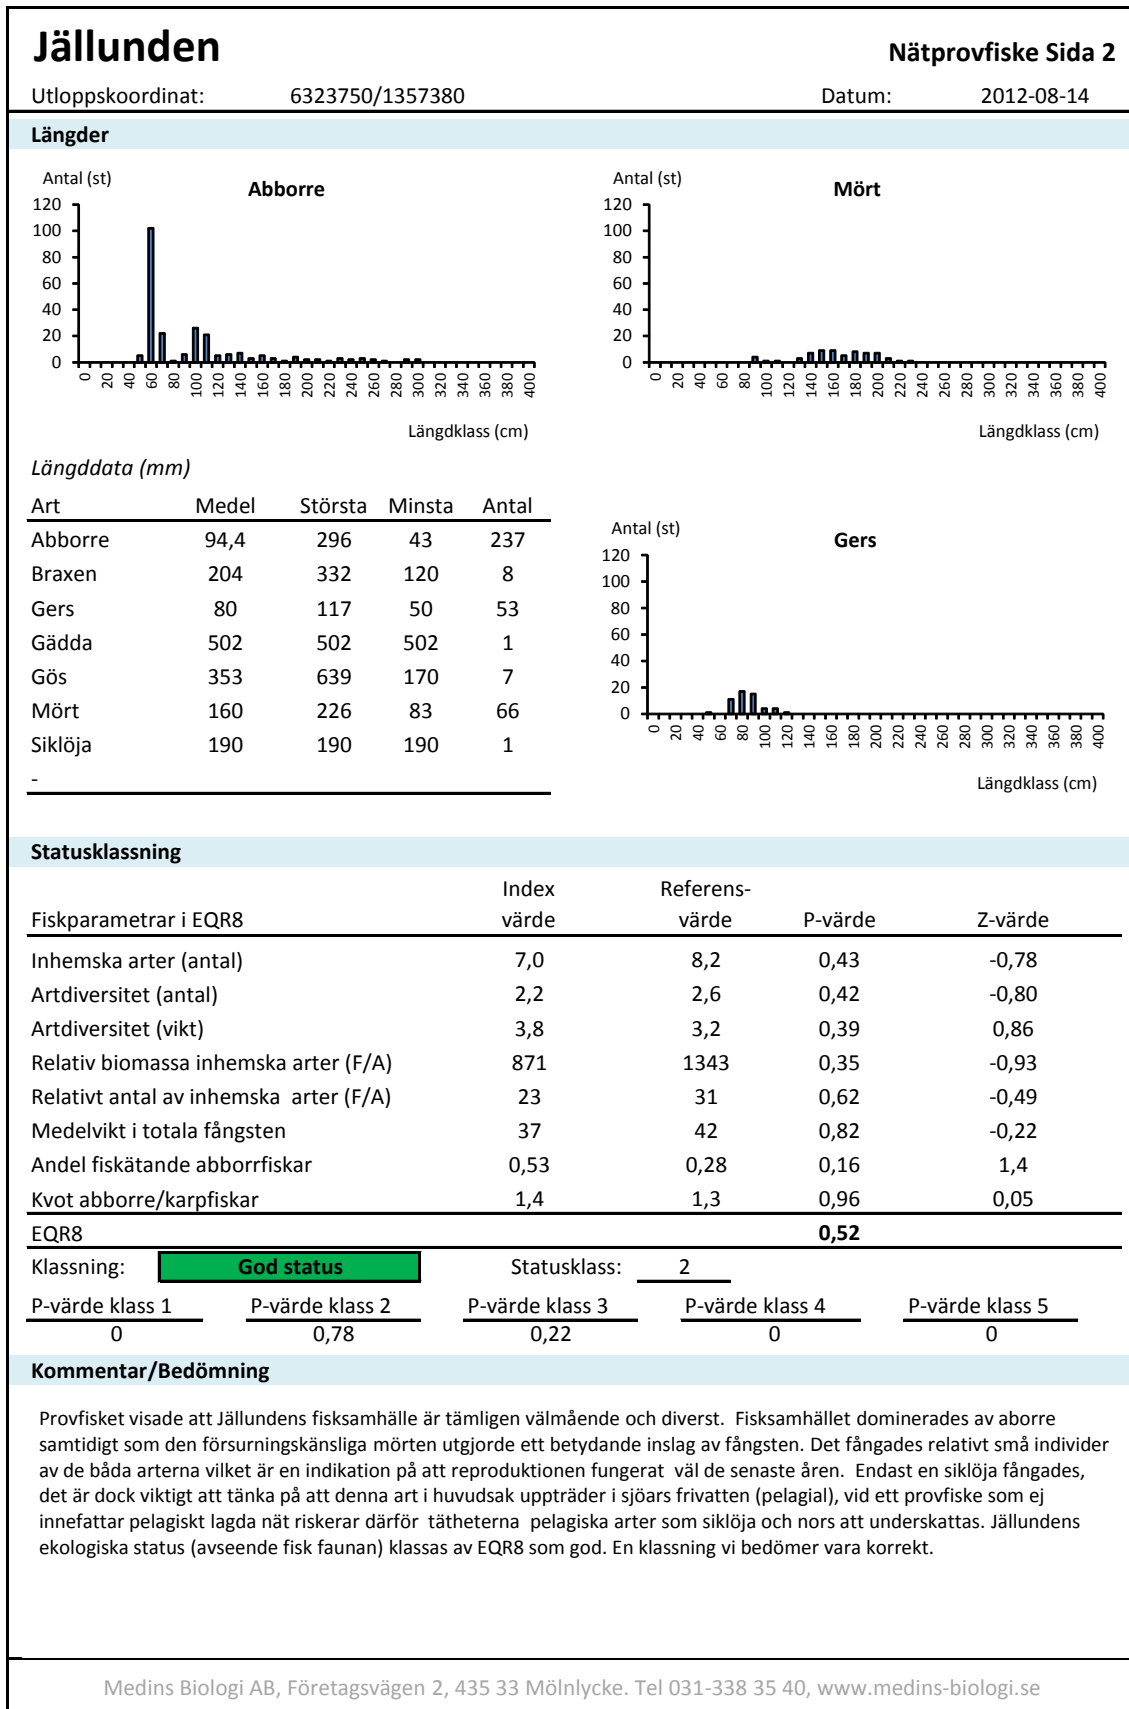 Jällunden
Nätprovfiske Sida 2
Utloppskoordinat: 6323750/1357380 Datum: 2012-08-14
Längder
Antal (st)
Abborre
120
100
80
60
40
20
0
0 20 40 60 80 100 120 140 160 180 200 220 240 260 280 300 320 340 360 380 400
Längdklass (cm)
Antal (st)
Mört
120
100
80
60
40
20
0
0 20 40 60 80 100 120 140 160 180 200 220 240 260 280 300 320 340 360 380 400
Längdklass (cm)
Längddata (mm)
Art Medel Största Minsta Antal
Abborre 94,4 296 43 237
Braxen 204 332 120 8
Gers 80 117 50 53
Gädda 502 502 502 1
Gös 353 639 170 7
Mört 160 226 83 66
Siklöja 190 190 190 1
-
Antal (st)
Gers
120
100
80
60
40
20
0
0 20 40 60 80 100 120 140 160 180 200 220 240 260 280 300 320 340 360 380 400
Längdklass (cm)
Statusklassning
Index Referens-
Fiskparametrar i EQR8 värde värde P-värde Z-värde
Inhemska arter (antal) 7,0 8,2 0,43 -0,78
Artdiversitet (antal) 2,2 2,6 0,42 -0,80
Artdiversitet (vikt) 3,8 3,2 0,39 0,86
Relativ biomassa inhemska arter (F/A) 871 1343 0,35 -0,93
Relativt antal av inhemska  arter (F/A) 23 31 0,62 -0,49
Medelvikt i totala fångsten 37 42 0,82 -0,22
Andel fiskätande abborrfiskar 0,53 0,28 0,16 1,4
Kvot abborre/karpfiskar 1,4 1,3 0,96 0,05
EQR8 0,52
Klassning: God status Statusklass: 2
P-värde klass 1 P-värde klass 2 P-värde klass 3 P-värde klass 4 P-värde klass 5
0 0,78 0,22 0 0
Kommentar/Bedömning
Provfisket visade att Jällundens fisksamhälle är tämligen välmående och diverst.  Fisksamhället dominerades av aborre
samtidigt som den försurningskänsliga mörten utgjorde ett betydande inslag av fångsten. Det fångades relativt små individer
av de båda arterna vilket är en indikation på att reproduktionen fungerat  väl de senaste åren.  Endast en siklöja fångades,
det är dock viktigt att tänka på att denna art i huvudsak uppträder i sjöars frivatten (pelagial), vid ett provfiske som ej
innefattar pelagiskt lagda nät riskerar därför  tätheterna  pelagiska arter som siklöja och nors att underskattas. Jällundens
ekologiska status (avseende fisk faunan) klassas av EQR8 som god. En klassning vi bedömer vara korrekt.
Medins Biologi AB, Företagsvägen 2, 435 33 Mölnlycke. Tel 031-338 35 40, www.medins-biologi.se